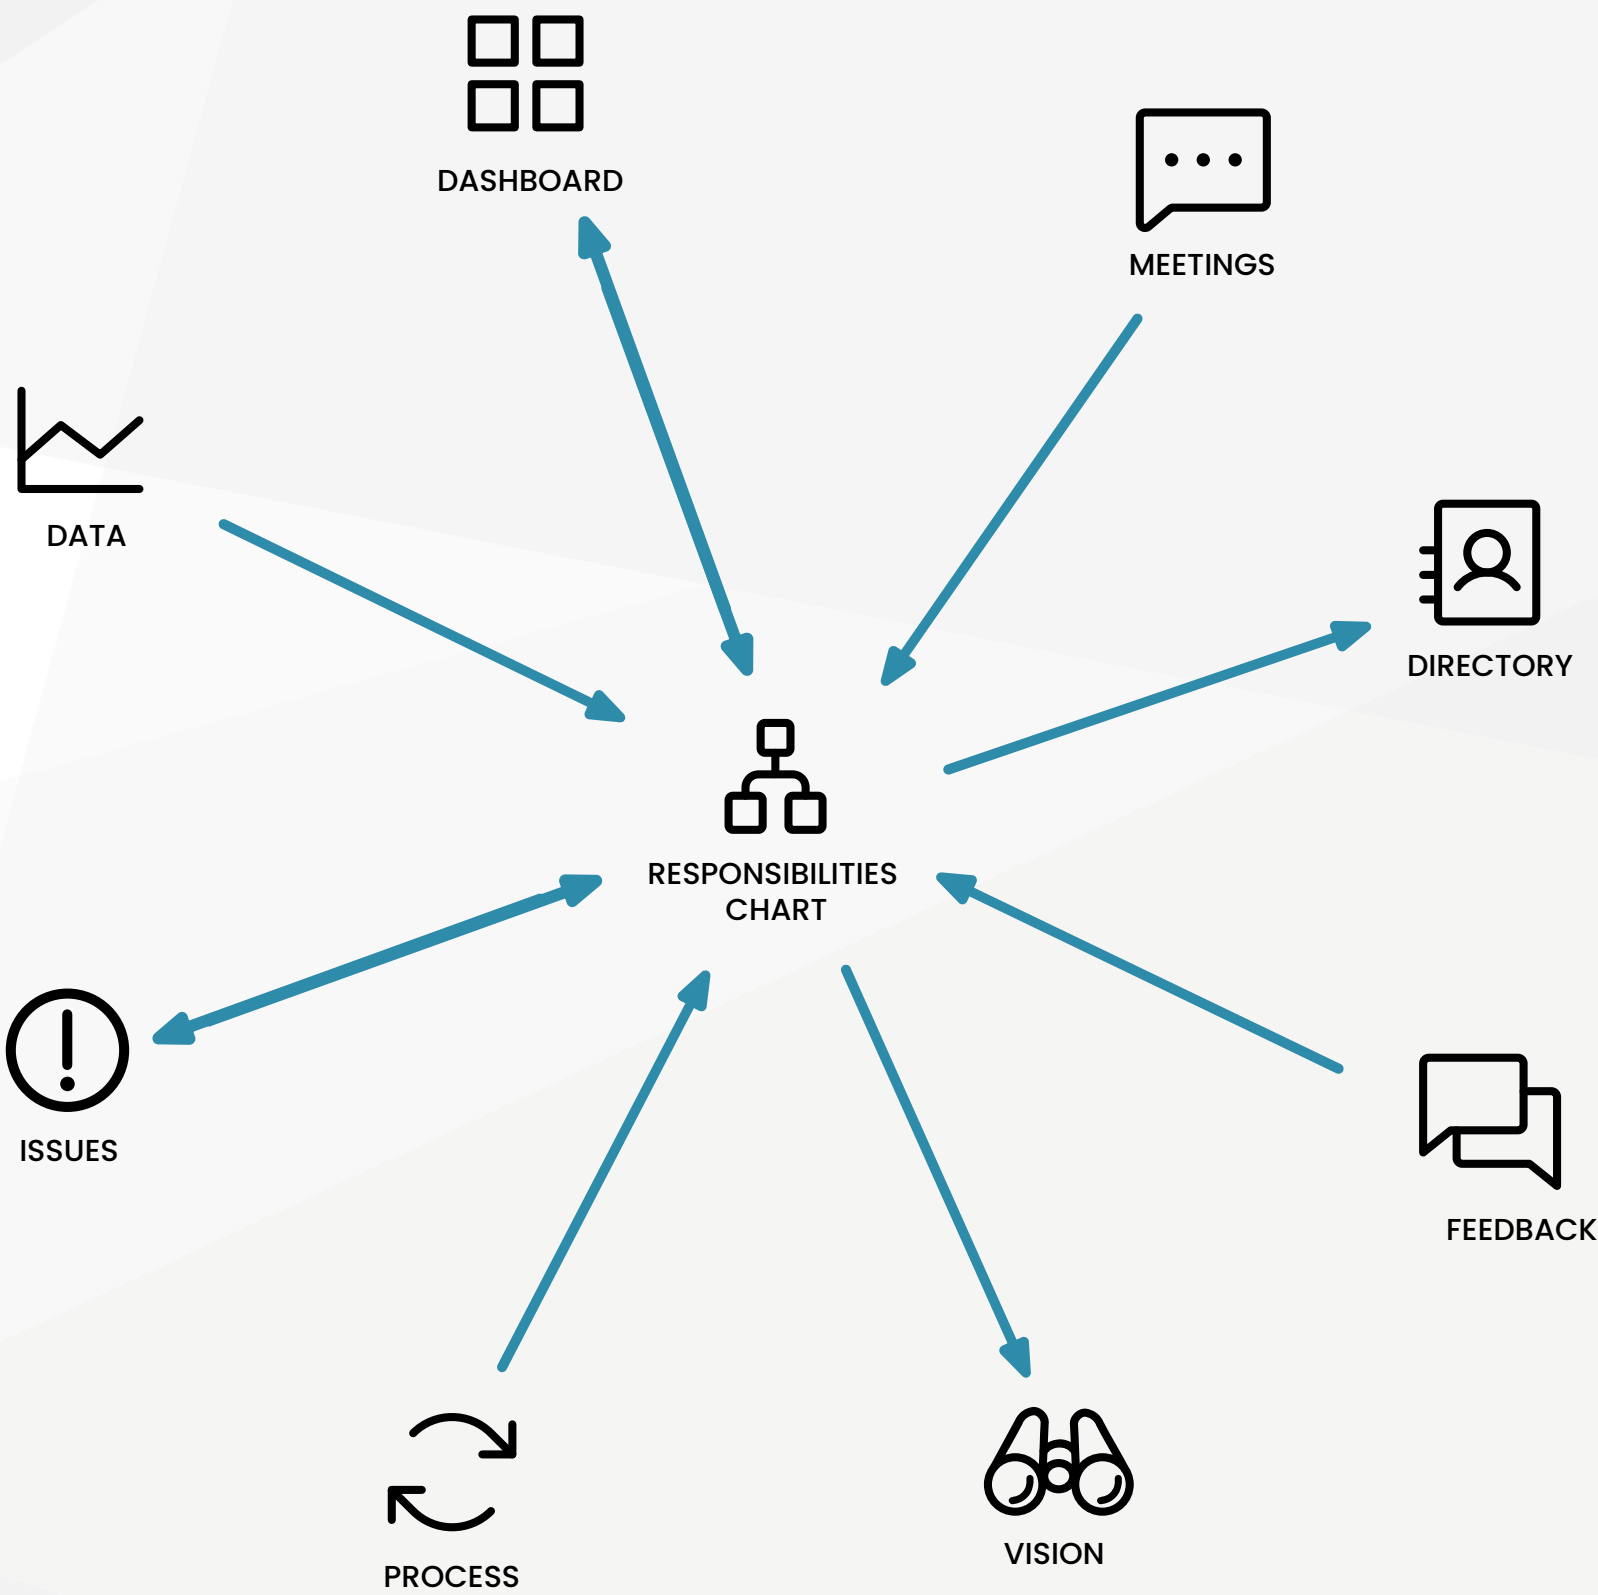 DASHBOARD
MEETINGS
DATA
DIRECTORY
RESPONSIBILITIES
CHART
ISSUES
FEEDBACK
VISION
PROCESS